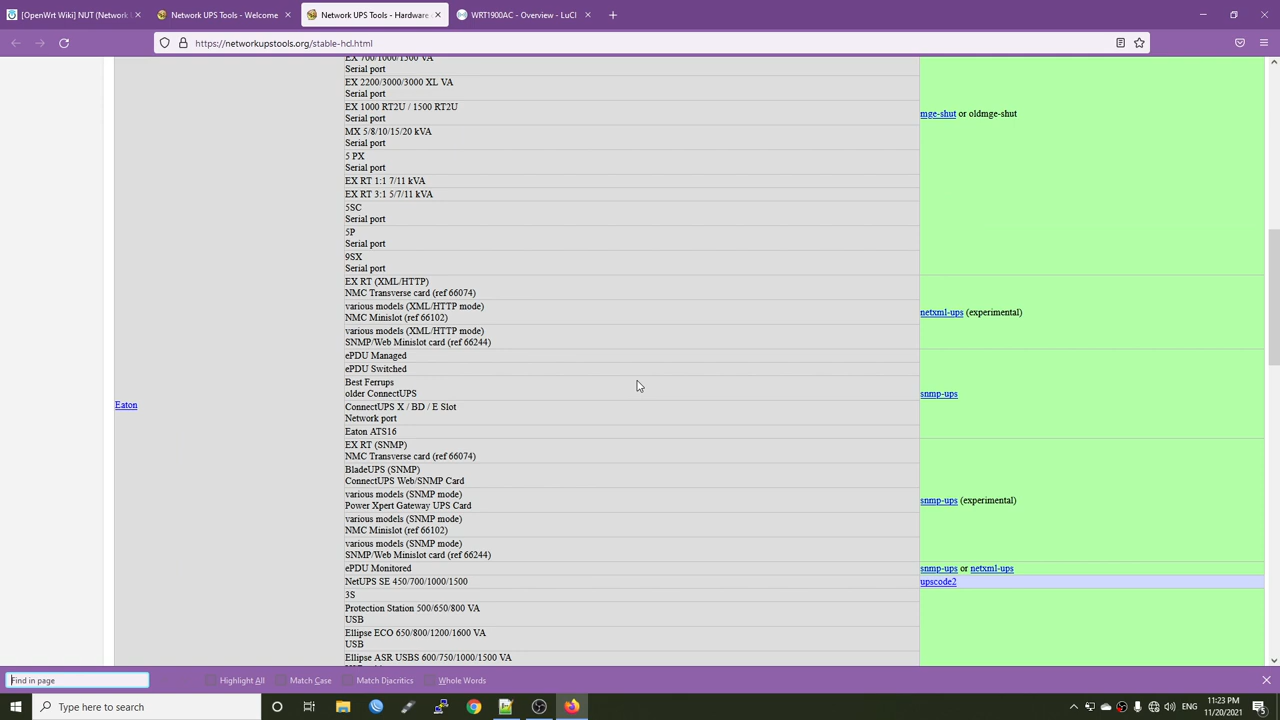 [OpenWrt Wiki] NUT (Network
Network UPS Tools - Welcome
Network UPS Tools - Hardware
WRT1900AC - Overview - LuCI
https://networkupstools.org/stable-hcl.html
EX 700/1000/1500 VA
Serial port
EX 2200/3000/3000 XL VA
Serial port
EX 1000 RT2U / 1500 RT2U
Serial port
MX 5/8/10/15/20 kVA
Serial port
5 PX
Serial port
EX RT 1:1 7/11 kVA
EX RT 3:1 5/7/11 kVA
5SC
Serial port
5P
Serial port
9SX
Serial port
mge-shut or oldmge-shut
EX RT (XML/HTTP)
NMC Transverse card (ref 66074)
various models (XML/HTTP mode)
NMC Minislot (ref 66102)
various models (XML/HTTP mode)
SNMP/Web Minislot card (ref 66244)
netxml-ups (experimental)
ePDU Managed
ePDU Switched
Best Ferrups
older ConnectUPS
ConnectUPS X / BD / E Slot
Network port
Eaton ATS16
snmp-ups
Eaton
EX RT (SNMP)
NMC Transverse card (ref 66074)
BladeUPS (SNMP)
ConnectUPS Web/SNMP Card
various models (SNMP mode)
Power Xpert Gateway UPS Card
various models (SNMP mode)
NMC Minislot (ref 66102)
various models (SNMP mode)
SNMP/Web Minislot card (ref 66244)
snmp-ups (experimental)
ePDU Monitored
snmp-ups or netxml-ups
NetUPS SE 450/700/1000/1500
upscode2
3S
Protection Station 500/650/800 VA
USB
Ellipse ECO 650/800/1200/1600 VA
USB
Ellipse ASR USBS 600/750/1000/1500 VA
Find in page
Highlight All
Match Case
Match Diacritics
Whole Words
Type here to search
11:23 PM
11/20/2021